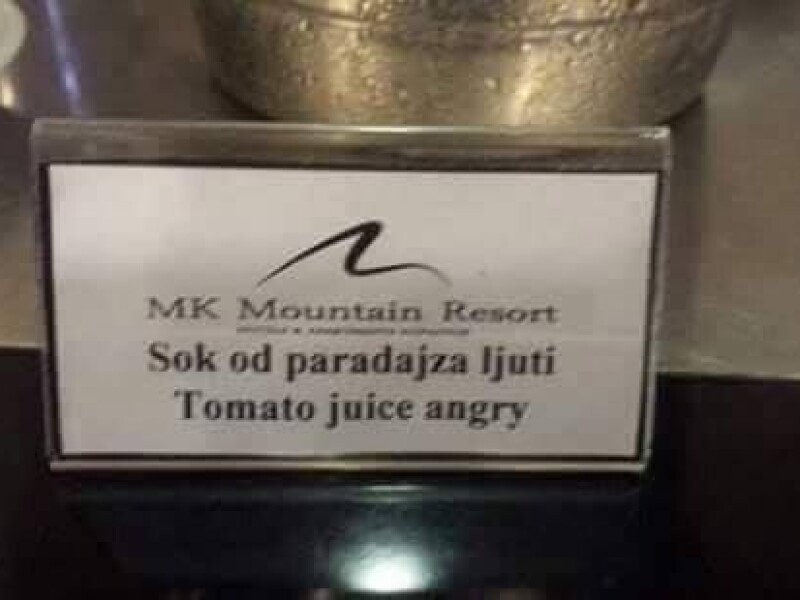 MK Mountain Resort
Sok od paradajza ljuti
Tomato juice angry